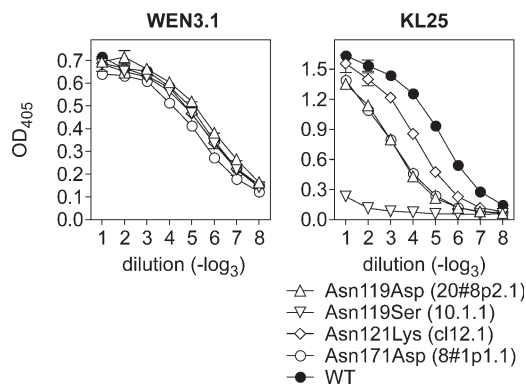 WEN3.1
KL25
OD405
0.7
0.6
0.5
0.4
0.3
0.2
0.1
0.0
1 2 3 4 5 6 7 8
dilution (-log3)
1.5
1.2
0.9
0.6
0.3
0.0
1 2 3 4 5 6 7 8
dilution (-log3)
Asn119Asp (20#8p2.1)
Asn119Ser (10.1.1)
Asn121Lys (cl12.1)
Asn171Asp (8#1p1.1)
WT